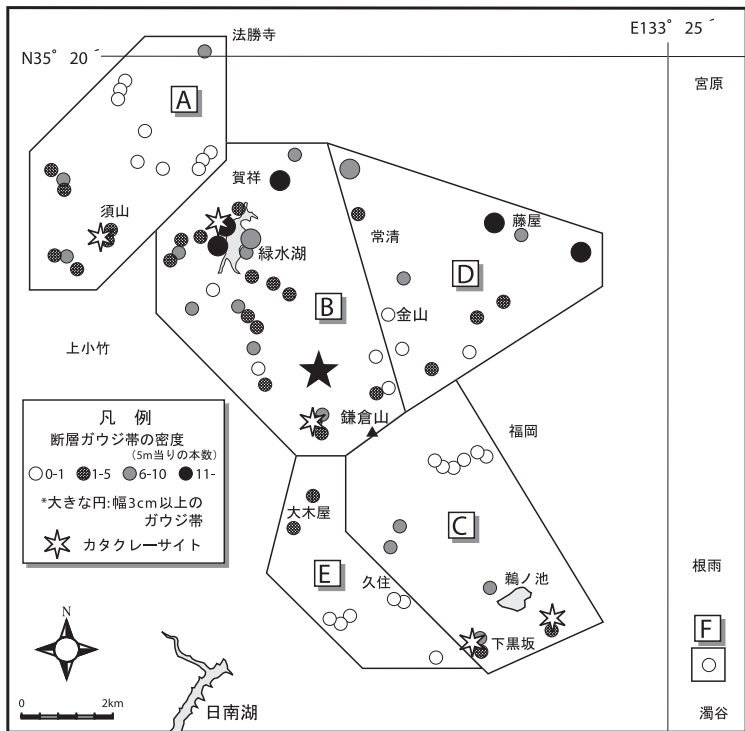 法勝寺
E133° 25´
N35° 20´
宮原
A
賀祥
須山
藤屋
常清
緑水湖
D
B
金山
上小竹
鎌倉山
福岡
凡 例
断層ガウジ帯の密度
(5m当りの本数)
0-1 1-5 6-10 11-
*大きな円:幅3cm以上の
ガウジ帯
カタクレーサイト
大木屋
C
E
久住
鵜ノ池
根雨
F
下黒坂
N
0 2km
日南湖
濁谷